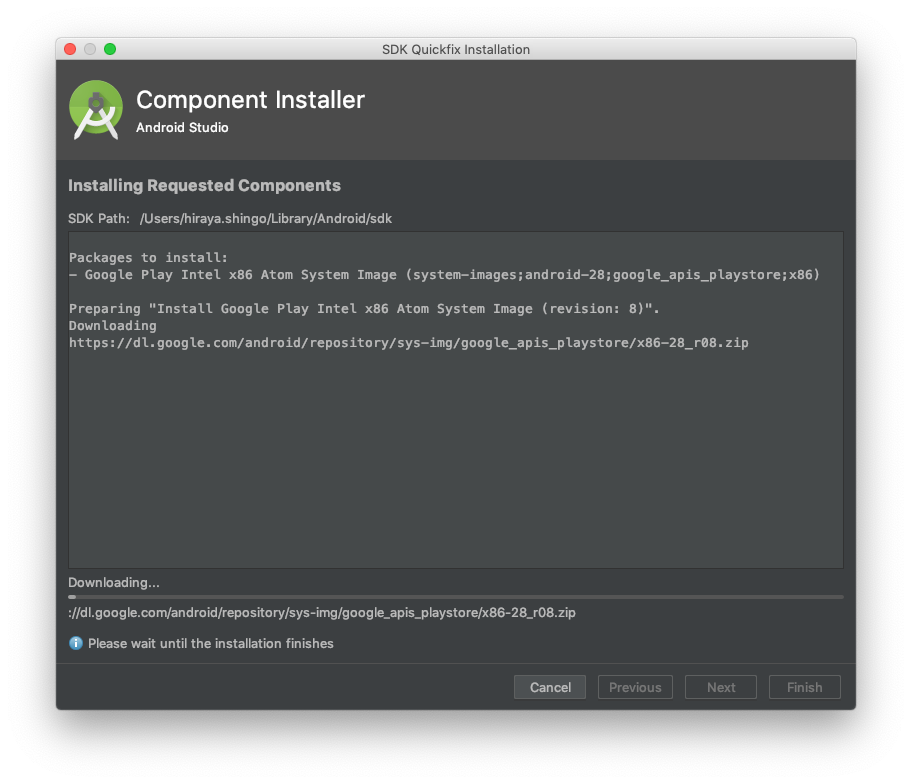 SDK Quickfix Installation
Component Installer
Android Studio
Installing Requested Components
SDK Path: /Users/hiraya.shingo/Library/Android/sdk
Packages to install:
- Google Play Intel x86 Atom System Image (system-images;android-28;google_apis_playstore;x86)
Preparing "Install Google Play Intel x86 Atom System Image (revision: 8)".
Downloading
https://dl.google.com/android/repository/sys-img/google_apis_playstore/x86-28_r08.zip
Downloading...
://dl.google.com/android/repository/sys-img/google_apis_playstore/x86-28_r08.zip
Please wait until the installation finishes
Cancel Previous Next Finish